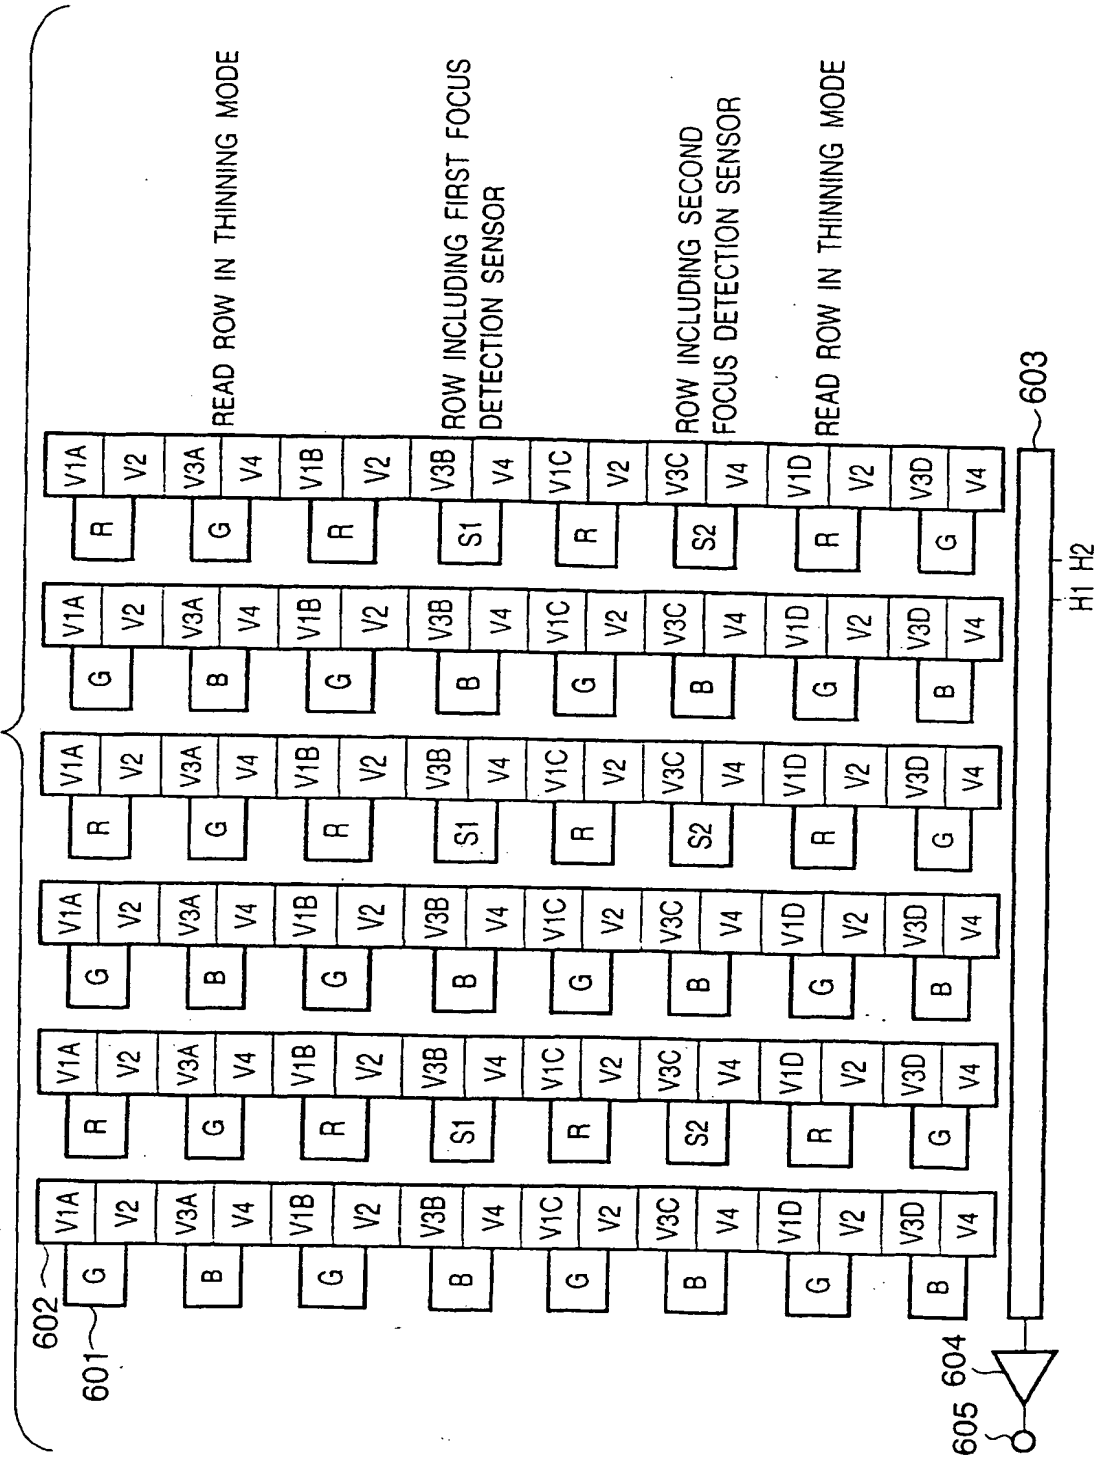 602 V1A V1A V1A V1A V1A V1A
601 G R G R G R
V2 V2 V2 V2 V2 V2
V3A V3A V3A V3A V3A V3A
B G B G B G READ ROW IN THINNING MODE
V4 V4 V4 V4 V4 V4
V1B V1B V1B V1B V1B V1B
G R G R G R
V2 V2 V2 V2 V2 V2
V3B V3B V3B V3B V3B V3B
B S1 B S1 B S1 ROW INCLUDING FIRST FOCUS
DETECTION SENSOR
V4 V4 V4 V4 V4 V4
V1C V1C V1C V1C V1C V1C
G R G R G R
V2 V2 V2 V2 V2 V2
V3C V3C V3C V3C V3C V3C
B S2 B S2 B S2 ROW INCLUDING SECOND
FOCUS DETECTION SENSOR
V4 V4 V4 V4 V4 V4
V1D V1D V1D V1D V1D V1D
G R G R G R READ ROW IN THINNING MODE
V2 V2 V2 V2 V2 V2
V3D V3D V3D V3D V3D V3D
B G B G B G
V4 V4 V4 V4 V4 V4
605 604 603
H1 H2